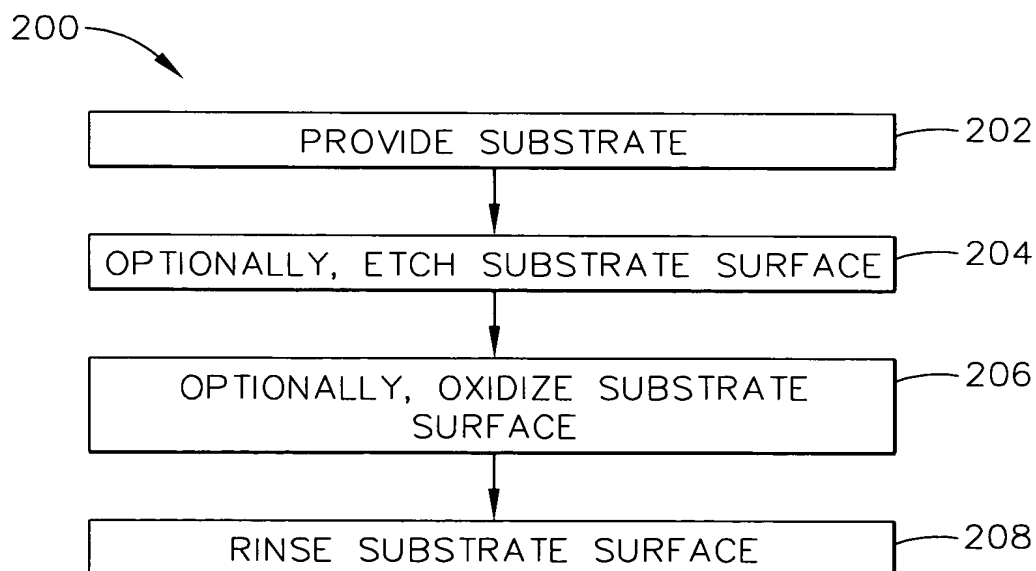 200
PROVIDE SUBSTRATE
202
OPTIONALLY, ETCH SUBSTRATE SURFACE
204
OPTIONALLY, OXIDIZE SUBSTRATE
SURFACE
206
RINSE SUBSTRATE SURFACE
208